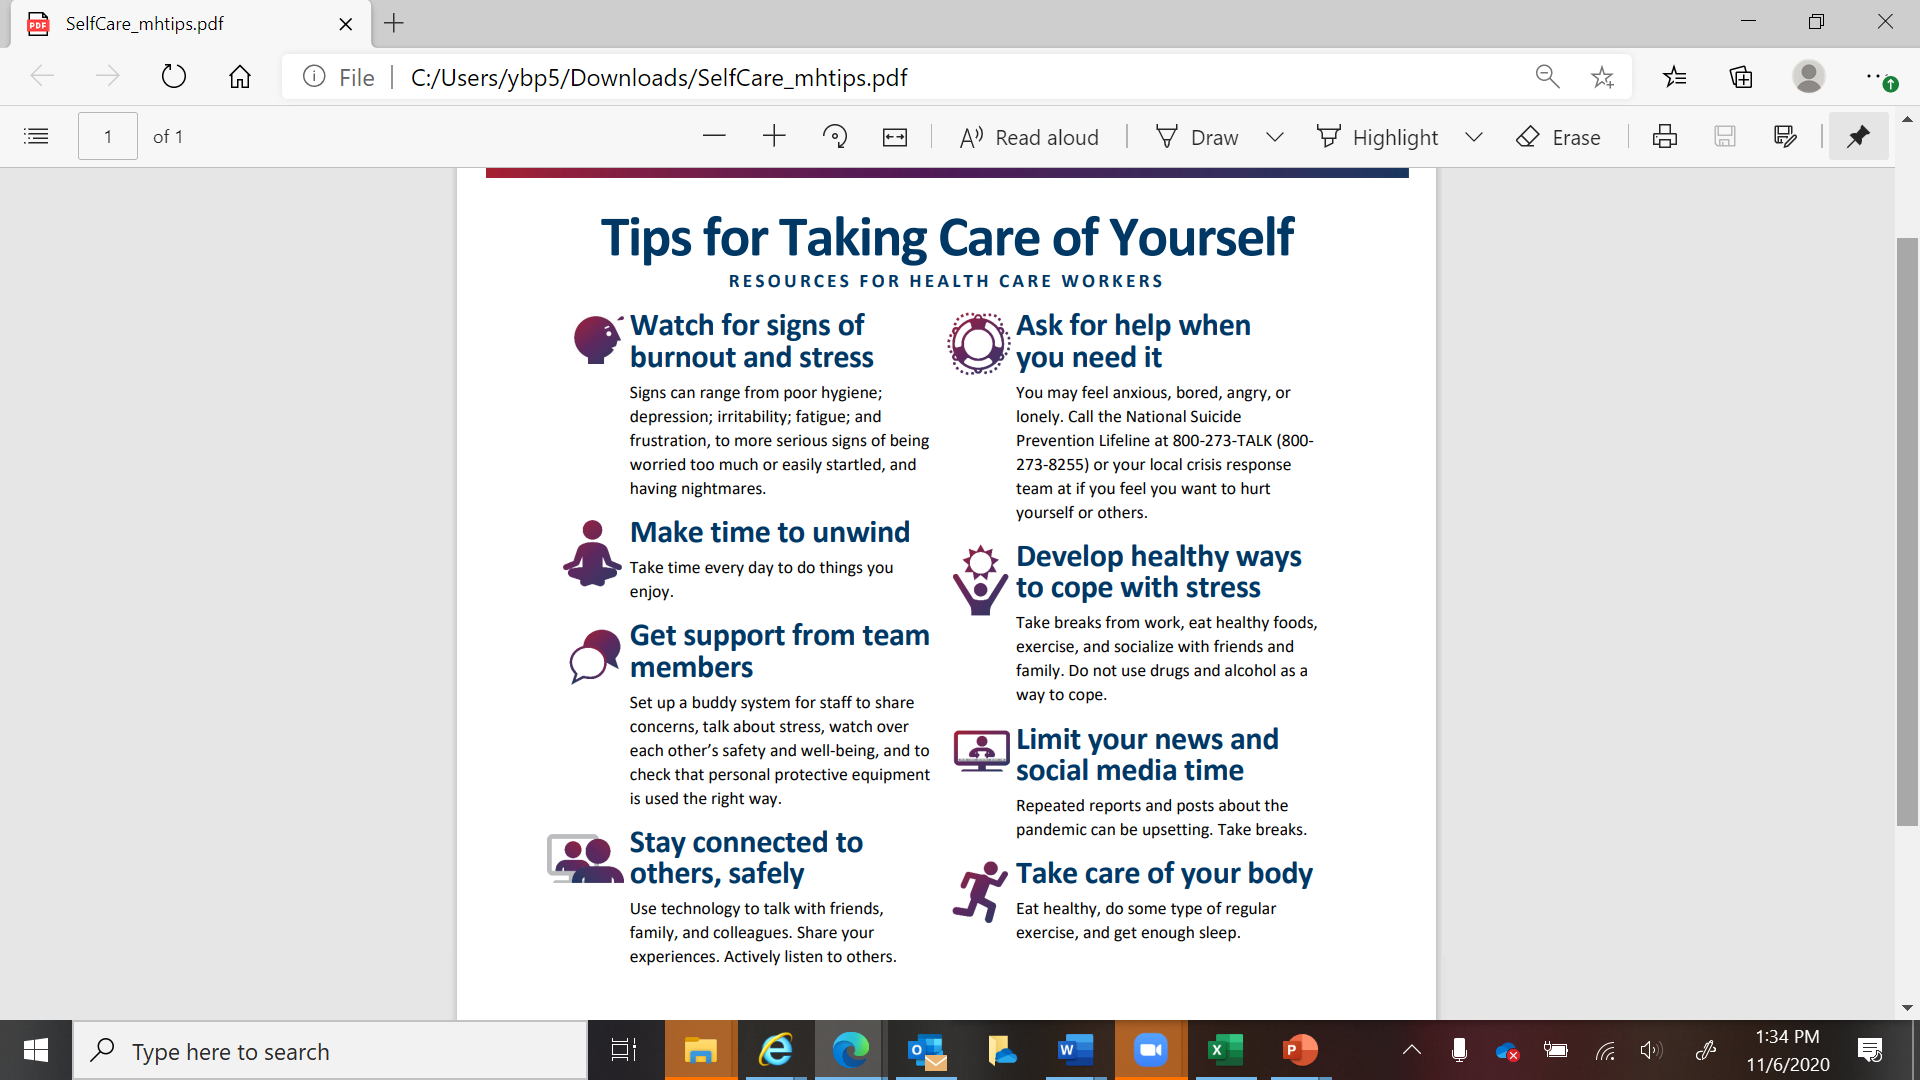 SelfCare_mhtips.pdf
File
C:/Users/ybp5/Downloads/SelfCare_mhtips.pdf
1
of 1
Read aloud
Draw
Highlight
Erase
Tips for Taking Care of Yourself
RESOURCES FOR HEALTH CARE WORKERS
Watch for signs of
burnout and stress
Signs can range from poor hygiene;
depression; irritability; fatigue; and
frustration, to more serious signs of being
worried too much or easily startled, and
having nightmares.
Make time to unwind
Take time every day to do things you
enjoy.
Get support from team
members
Set up a buddy system for staff to share
concerns, talk about stress, watch over
each other’s safety and well-being, and to
check that personal protective equipment
is used the right way.
Stay connected to
others, safely
Use technology to talk with friends,
family, and colleagues. Share your
experiences. Actively listen to others.
Ask for help when
you need it
You may feel anxious, bored, angry, or
lonely. Call the National Suicide
Prevention Lifeline at 800-273-TALK (800-
273-8255) or your local crisis response
team at if you feel you want to hurt
yourself or others.
Develop healthy ways
to cope with stress
Take breaks from work, eat healthy foods,
exercise, and socialize with friends and
family. Do not use drugs and alcohol as a
way to cope.
Limit your news and
social media time
Repeated reports and posts about the
pandemic can be upsetting. Take breaks.
Take care of your body
Eat healthy, do some type of regular
exercise, and get enough sleep.
Type here to search
1:34 PM
11/6/2020